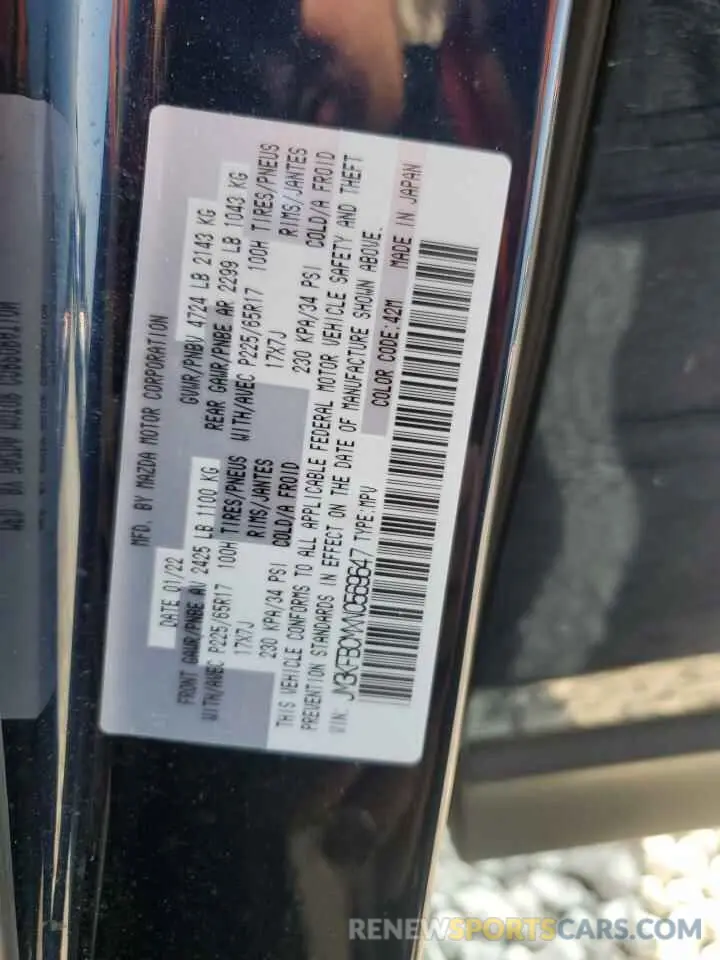 MFD. BY MAZDA MOTOR CORPORATION
DATE 01/22 GVWR/PNBV 4724 LB 2143 KG
FRONT GAWR/PNBE AV 2425 LB 1100 KG REAR GAWR/PNBE AR 2299 LB 1043 KG
WITH/AVEC P225/65R17 100H TIRES/PNEUS WITH/AVEC P225/65R17 100H TIRES/PNEUS
17X7J RIMS/JANTES 17X7J RIMS/JANTES
230 KPA/34 PSI COLD/A FROID 230 KPA/34 PSI COLD/A FROID
THIS VEHICLE CONFORMS TO ALL APPLICABLE FEDERAL MOTOR VEHICLE SAFETY AND THEFT
PREVENTION STANDARDS IN EFFECT ON THE DATE OF MANUFACTURE SHOWN ABOVE.
VIN: TYPE:MPV COLOR CODE:42M MADE IN JAPAN
RENEWSPORTSCARS.COM